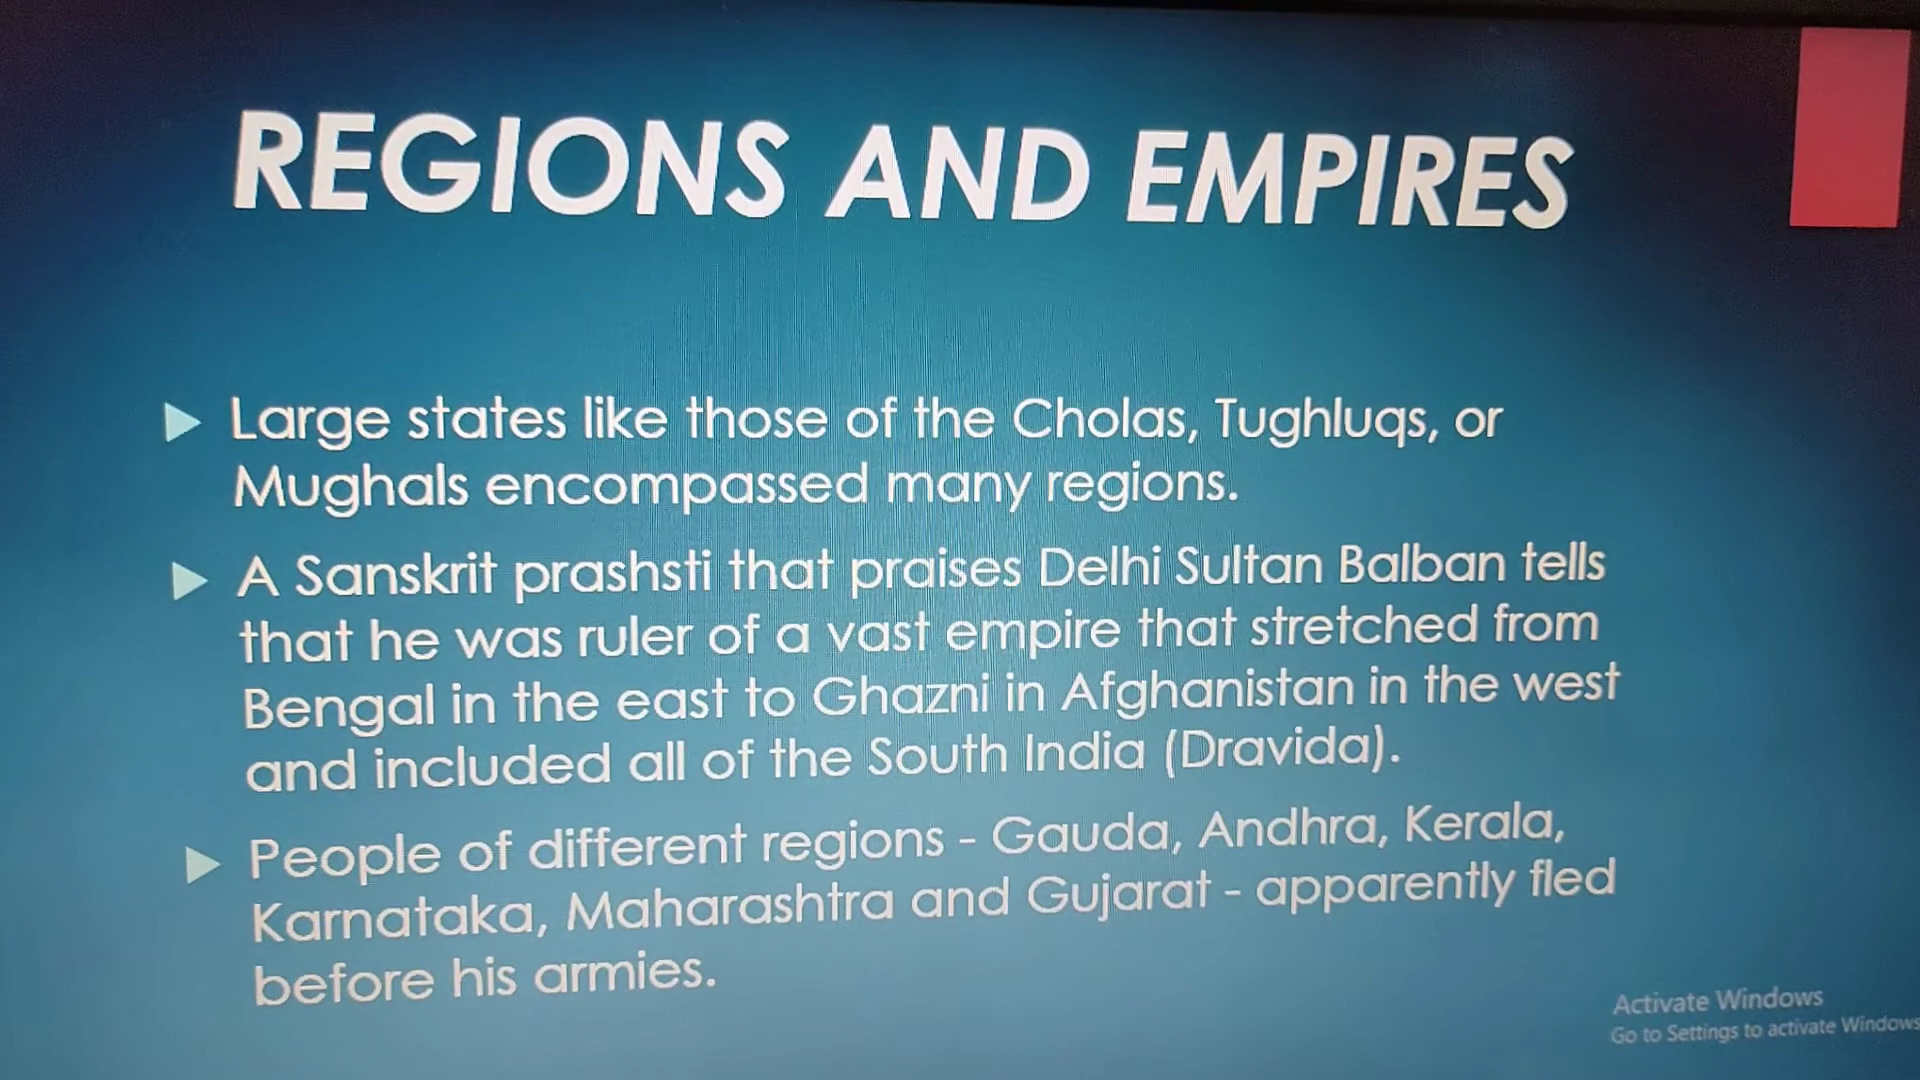 REGIONS AND EMPIRES
Large states like those of the Cholas, Tughluqs, or
Mughals encompassed many regions.
A Sanskrit prashsti that praises Delhi Sultan Balban tells
that he was ruler of a vast empire that stretched from
Bengal in the east to Ghazni in Afghanistan in the west
and included all of the South India (Dravida).
People of different regions - Gauda, Andhra, Kerala,
Karnataka, Maharashtra and Gujarat - apparently fled
before his armies.
Activate Windows
Go to Settings to activate Windows